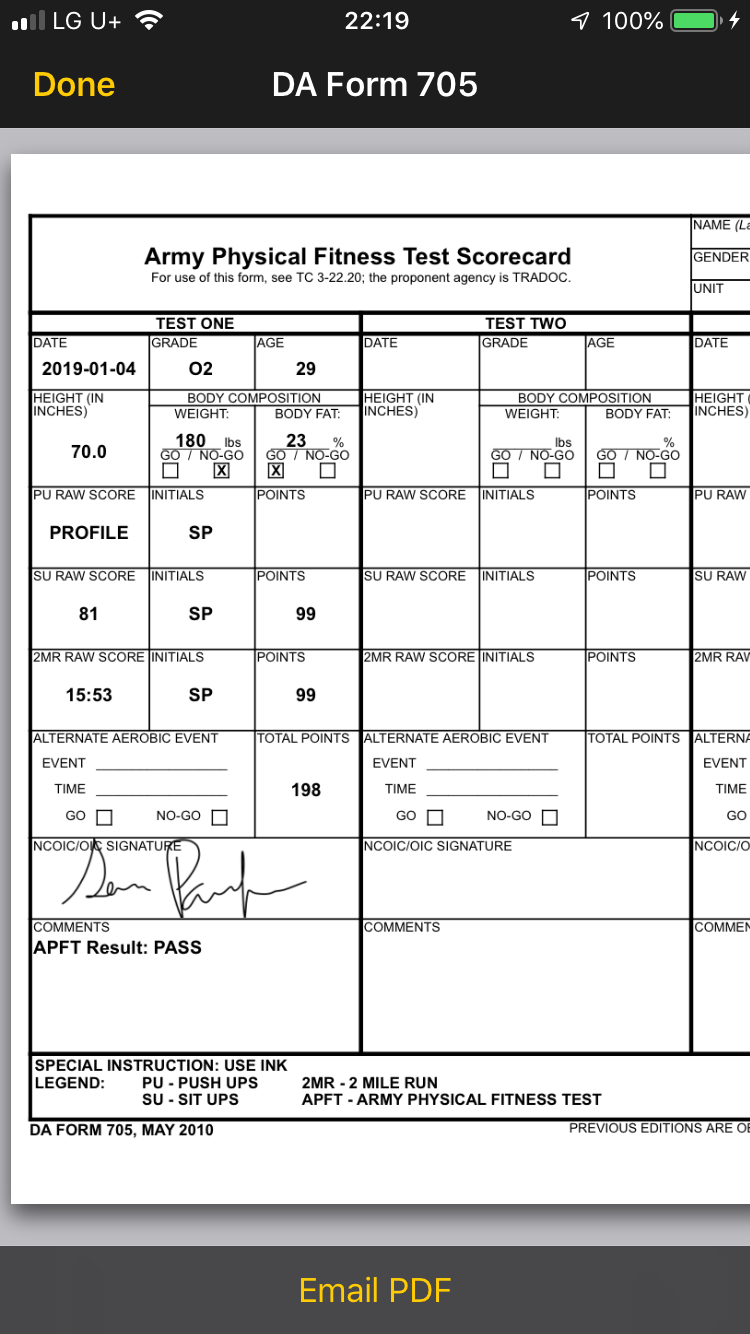 LG U+ 22:19 100%
Done DA Form 705
Army Physical Fitness Test Scorecard
For use of this form, see TC 3-22.20; the proponent agency is TRADOC.
NAME (La
GENDER
UNIT
TEST ONE TEST TWO
DATE GRADE AGE DATE GRADE AGE DATE
2019-01-04 O2 29
HEIGHT (IN INCHES) BODY COMPOSITION HEIGHT (IN INCHES) BODY COMPOSITION HEIGHT ( INCHES)
WEIGHT: BODY FAT: WEIGHT: BODY FAT:
70.0 180 lbs 23 % lbs %
GO / NO-GO GO / NO-GO GO / NO-GO GO / NO-GO
X X
PU RAW SCORE INITIALS POINTS PU RAW SCORE INITIALS POINTS PU RAW
PROFILE SP
SU RAW SCORE INITIALS POINTS SU RAW SCORE INITIALS POINTS SU RAW
81 SP 99
2MR RAW SCORE INITIALS POINTS 2MR RAW SCORE INITIALS POINTS 2MR RAW
15:53 SP 99
ALTERNATE AEROBIC EVENT TOTAL POINTS ALTERNATE AEROBIC EVENT TOTAL POINTS ALTERNA
EVENT EVENT EVENT
TIME 198 TIME TIME
GO NO-GO GO NO-GO GO
NCOIC/OIC SIGNATURE NCOIC/OIC SIGNATURE NCOIC/O
COMMENTS COMMENTS COMMEN
APFT Result: PASS
SPECIAL INSTRUCTION: USE INK
LEGEND: PU - PUSH UPS 2MR - 2 MILE RUN
SU - SIT UPS APFT - ARMY PHYSICAL FITNESS TEST
DA FORM 705, MAY 2010 PREVIOUS EDITIONS ARE OB
Email PDF